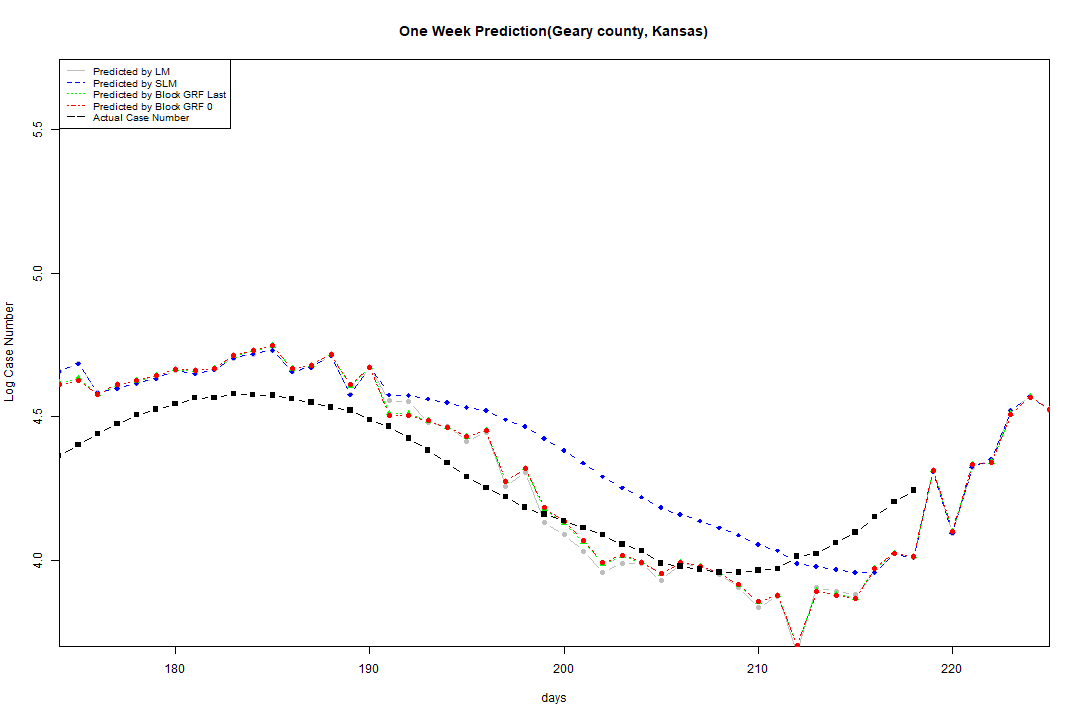 One Week Prediction(Geary county, Kansas)
Predicted by LM
Predicted by SLM
Predicted by Block GRF Last
Predicted by Block GRF 0
Actual Case Number
5.5
5.0
4.5
4.0
Log Case Number
180 190 200 210 220
days